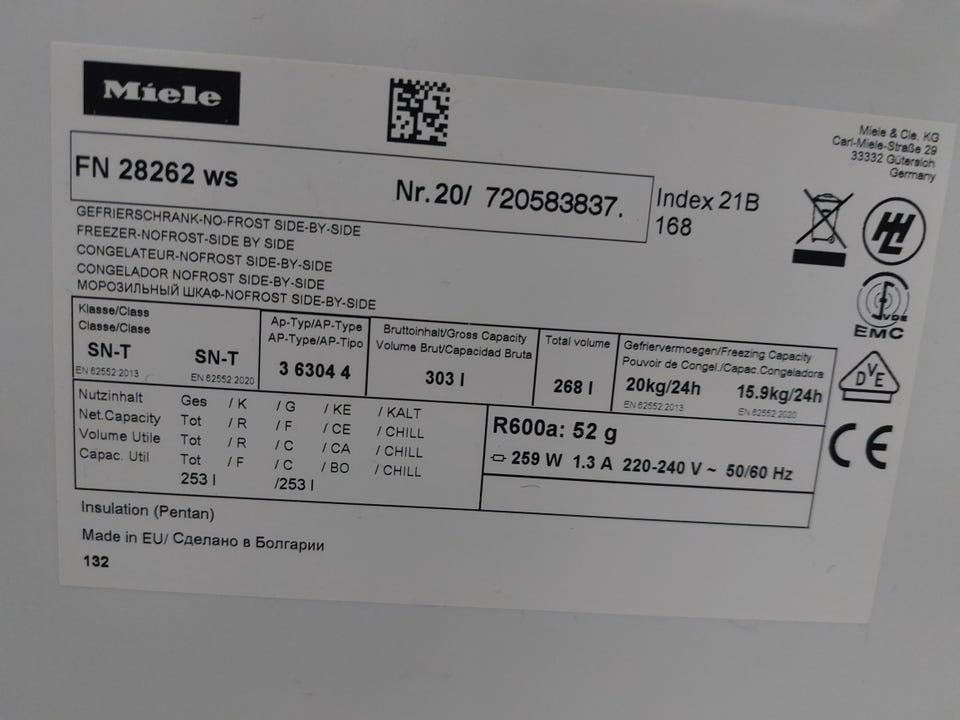 Miele
Miele & Cie. KG
Carl-Miele-Straße 29
33332 Gütersloh
Germany
FN 28262 ws
Nr.20/ 720583837.
Index 21B
168
GEFRIERSCHRANK-NO-FROST SIDE-BY-SIDE
FREEZER-NOFROST-SIDE BY SIDE
CONGELATEUR-NOFROST SIDE-BY-SIDE
CONGELADOR NOFROST SIDE-BY-SIDE
МОРОЗИЛЬНЫЙ ШКАФ-NOFROST SIDE-BY-SIDE
VDE
EMC
DVE
CE
Klasse/Class
Classe/Clase
SN-T SN-T
EN 62552:2013 EN 62552:2020
Ap-Typ/AP-Type
AP-Type/AP-Tipo
3 6304 4
Bruttoinhalt/Gross Capacity
Volume Brut/Capacidad Bruta
303 l
Total volume
268 l
Gefriervermoegen/Freezing Capacity
Pouvoir de Congel./Capac.Congeladora
20kg/24h 15.9kg/24h
EN 62552:2013 EN 62552:2020
Nutzinhalt Ges / K / G / KE / KALT
Net.Capacity Tot / R / F / CE / CHILL
Volume Utile Tot / R / C / CA / CHILL
Capac. Util Tot / F / C / BO / CHILL
253 l /253 l
R600a: 52 g
259 W 1.3 A 220-240 V ~ 50/60 Hz
Insulation (Pentan)
Made in EU/ Сделано в Болгарии
132